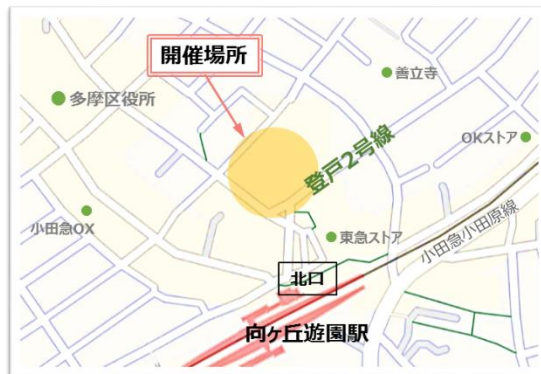 開催場所
善立寺
多摩区役所
OKストア
登戸2号線
小田急OX
東急ストア
小田急小田原線
北口
向ヶ丘遊園駅